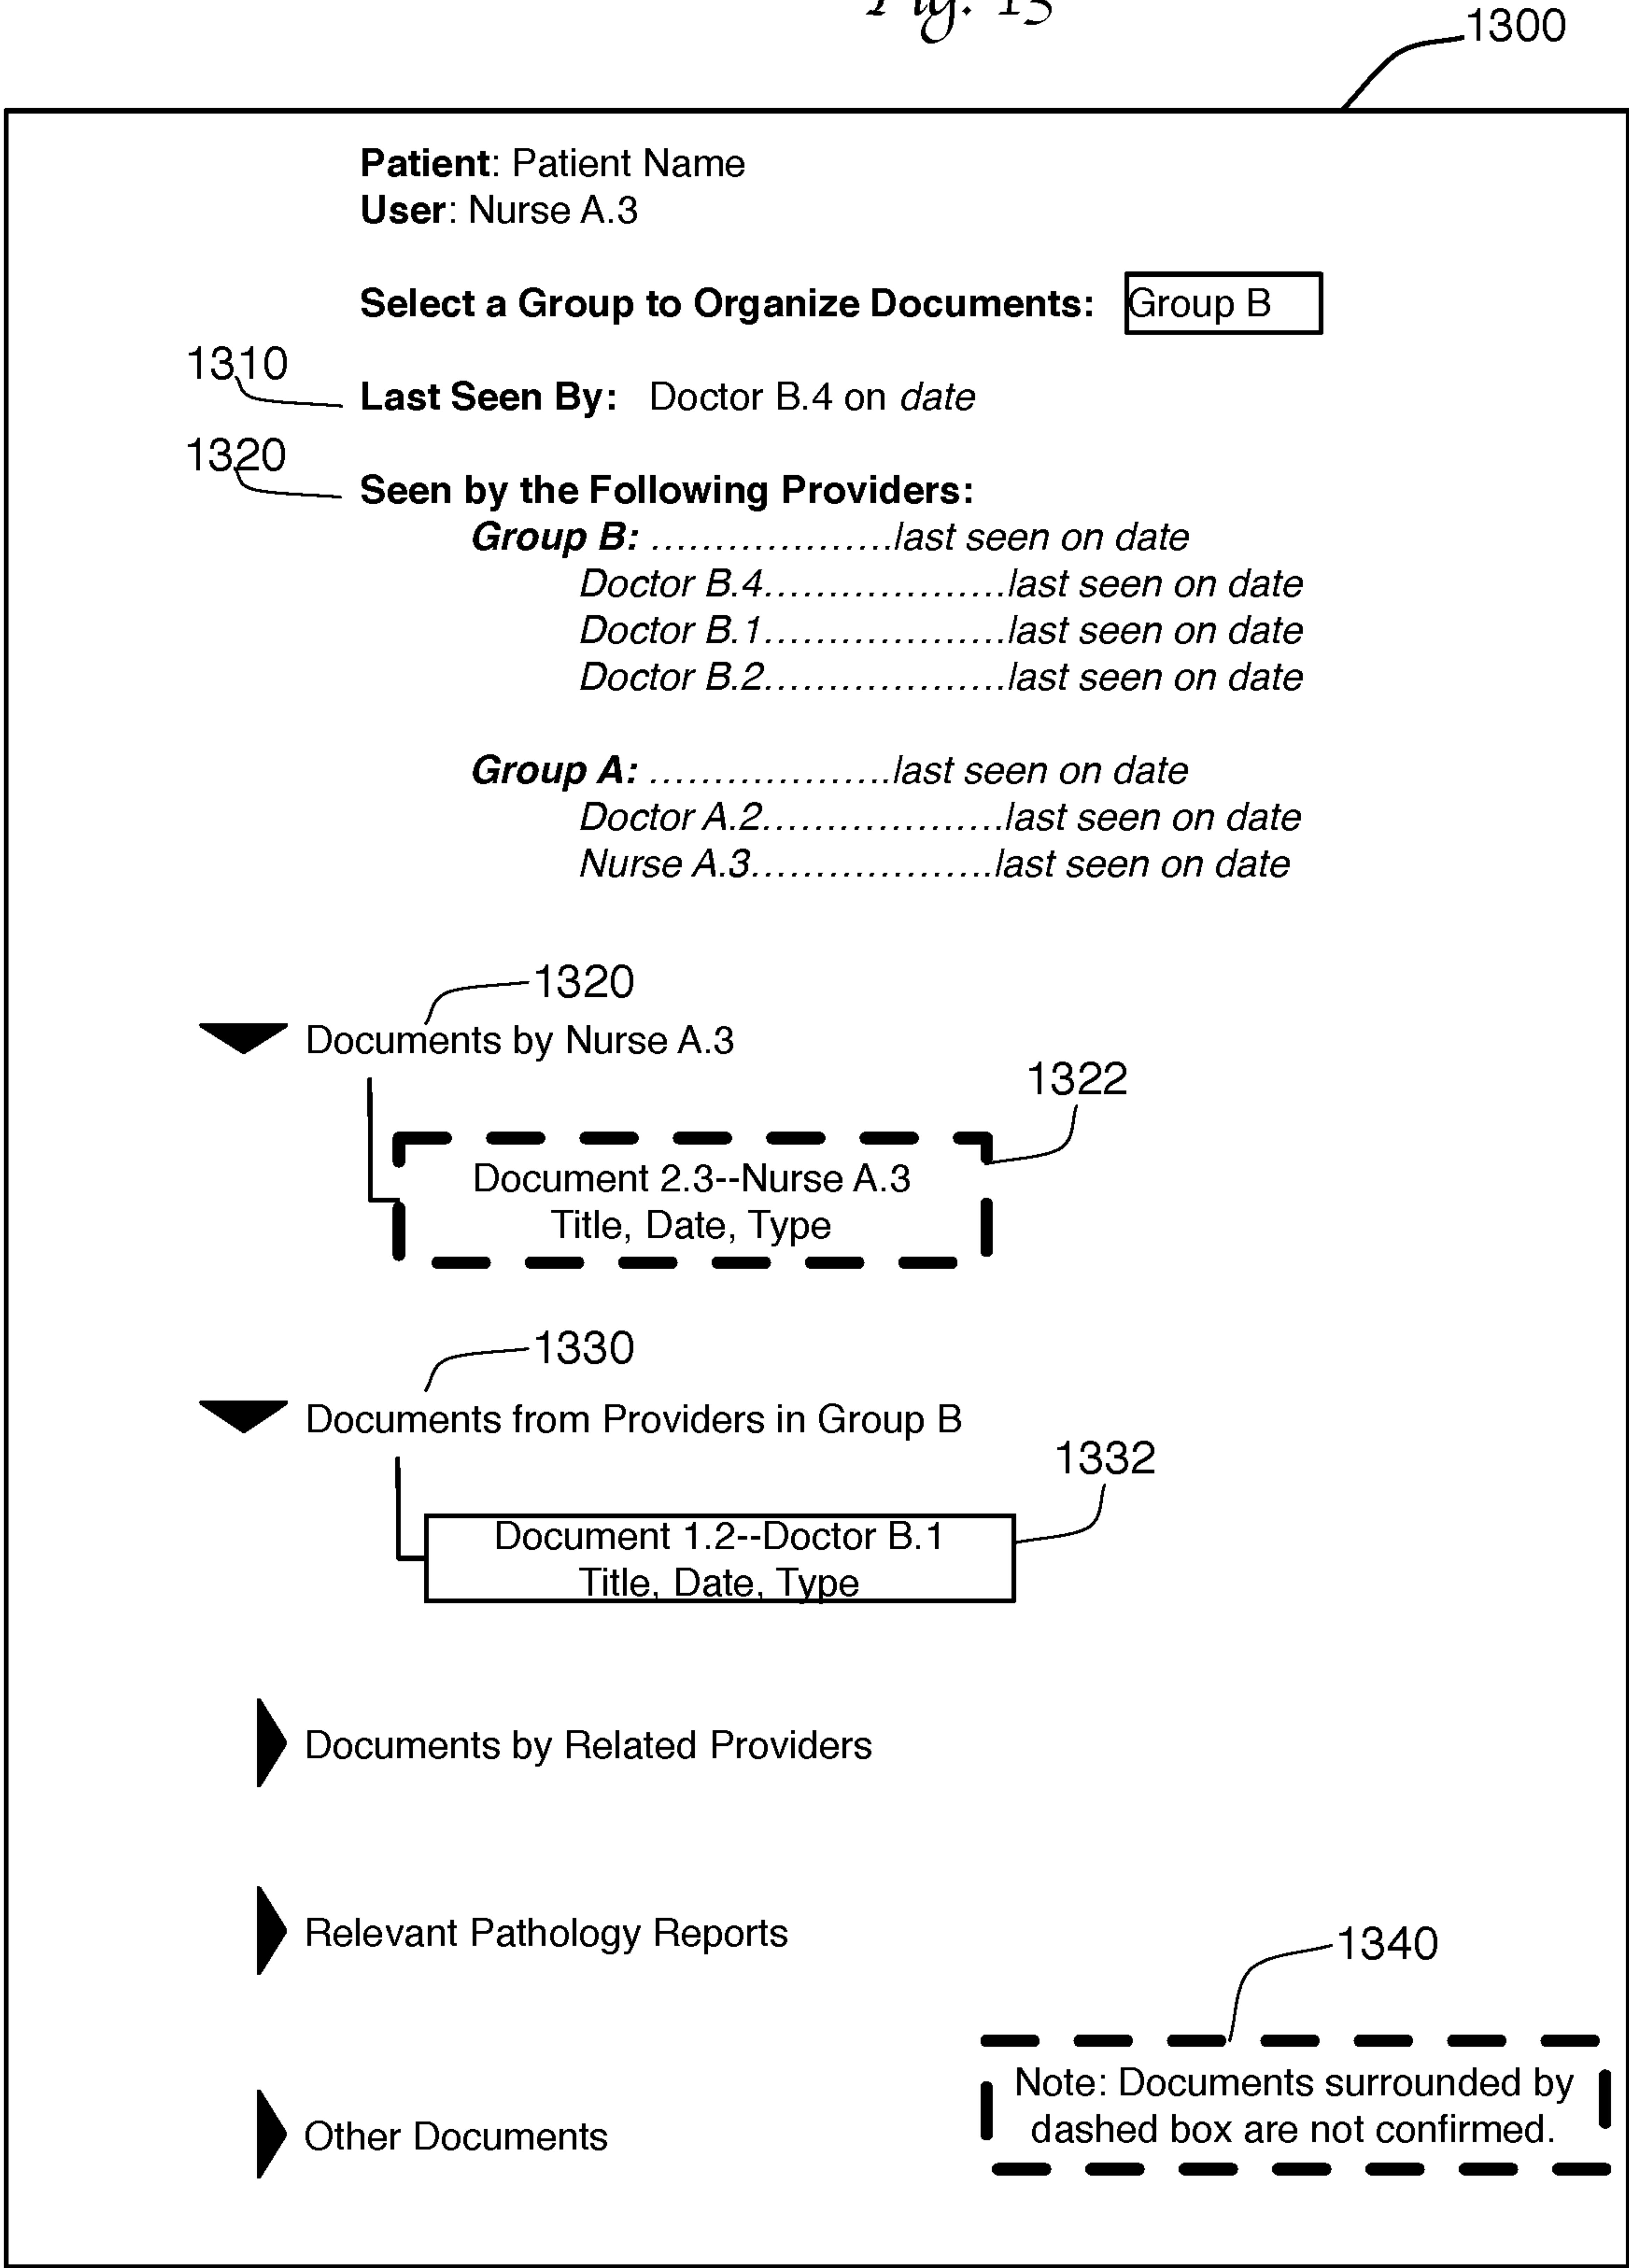 Fig. 13
1300
Patient: Patient Name
User: Nurse A.3
Select a Group to Organize Documents: Group B
1310
Last Seen By: Doctor B.4 on date
1320
Seen by the Following Providers:
Group B: ...................last seen on date
Doctor B.4...................last seen on date
Doctor B.1...................last seen on date
Doctor B.2...................last seen on date
Group A: ...................last seen on date
Doctor A.2...................last seen on date
Nurse A.3...................last seen on date
1320
Documents by Nurse A.3
1322
Document 2.3--Nurse A.3
Title, Date, Type
1330
Documents from Providers in Group B
1332
Document 1.2--Doctor B.1
Title, Date, Type
Documents by Related Providers
Relevant Pathology Reports
1340
Note: Documents surrounded by
dashed box are not confirmed.
Other Documents